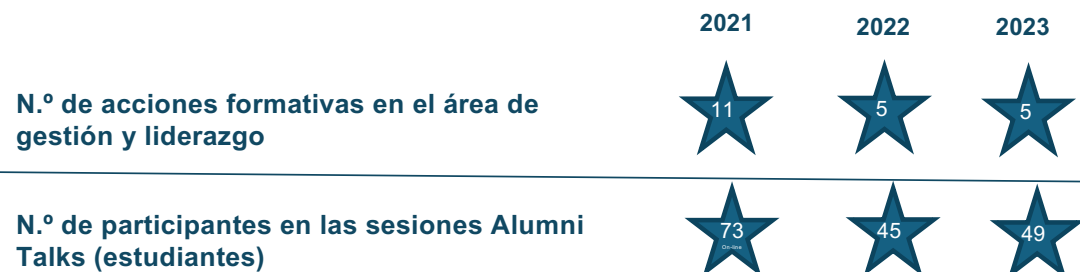 2021 2022 2023
N.º de acciones formativas en el área de
gestión y liderazgo
11 5 5
N.º de participantes en las sesiones Alumni
Talks (estudiantes)
73 45 49
On-line